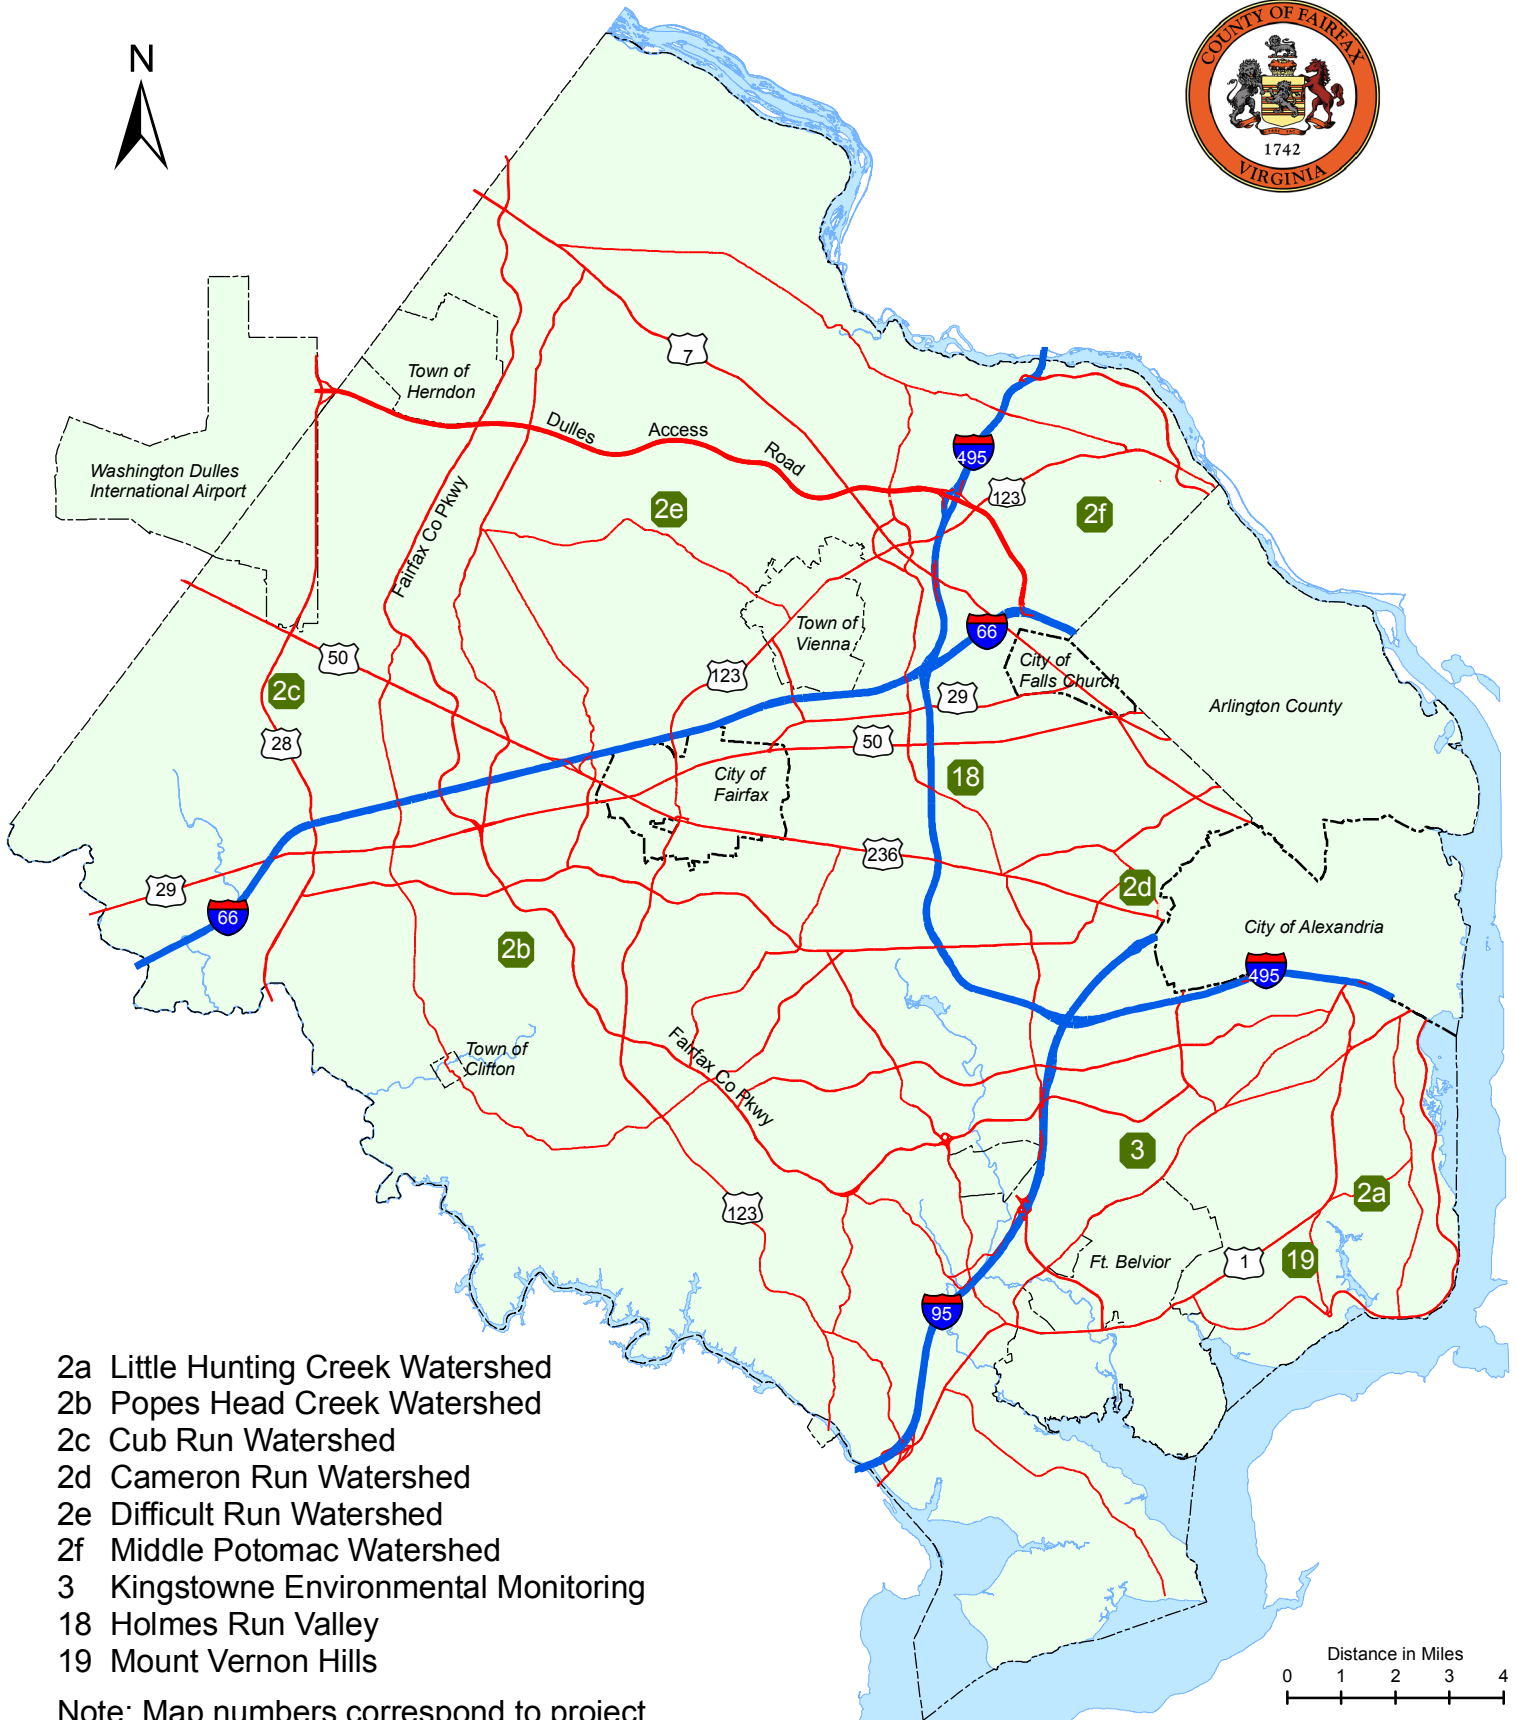 N
COUNTY OF FAIRFAX
1742
VIRGINIA
7
Town of
Herndon
Dulles
Access
Road
495
Washington Dulles
International Airport
123
2e
2f
Fairfax Co Pkwy
Town of
Vienna
66
50
City of
Falls Church
123
2c
29
Arlington County
28
50
City of
Fairfax
18
236
29
2d
66
City of Alexandria
2b
495
Town of
Clifton
Fairfax Co Pkwy
3
2a
123
Ft. Belvior
1
19
95
2a Little Hunting Creek Watershed
2b Popes Head Creek Watershed
2c Cub Run Watershed
2d Cameron Run Watershed
2e Difficult Run Watershed
2f Middle Potomac Watershed
3 Kingstowne Environmental Monitoring
18 Holmes Run Valley
19 Mount Vernon Hills
Note: Map numbers correspond to project
Distance in Miles
0 1 2 3 4